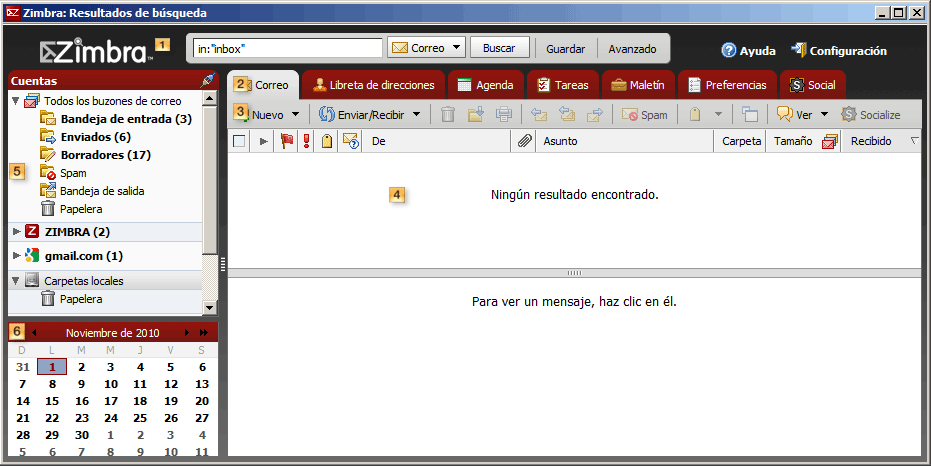 Zimbra: Resultados de búsqueda
Zimbra™ 1 in:"inbox" Correo Buscar Guardar Avanzado Ayuda Configuración
Cuentas
2 Correo Libreta de direcciones Agenda Tareas Maletín Preferencias Social
3 Nuevo Enviar/Recibir Spam Ver Socialize
De Asunto Carpeta Tamaño Recibido
Todos los buzones de correo
Bandeja de entrada (3)
Enviados (6)
Borradores (17)
5 Spam
Bandeja de salida
Papelera
ZIMBRA (2)
gmail.com (1)
Carpetas locales
Papelera
4 Ningún resultado encontrado.
Para ver un mensaje, haz clic en él.
6 Noviembre de 2010
D L M M J V S
31 1 2 3 4 5 6
7 8 9 10 11 12 13
14 15 16 17 18 19 20
21 22 23 24 25 26 27
28 29 30 1 2 3 4
5 6 7 8 9 10 11